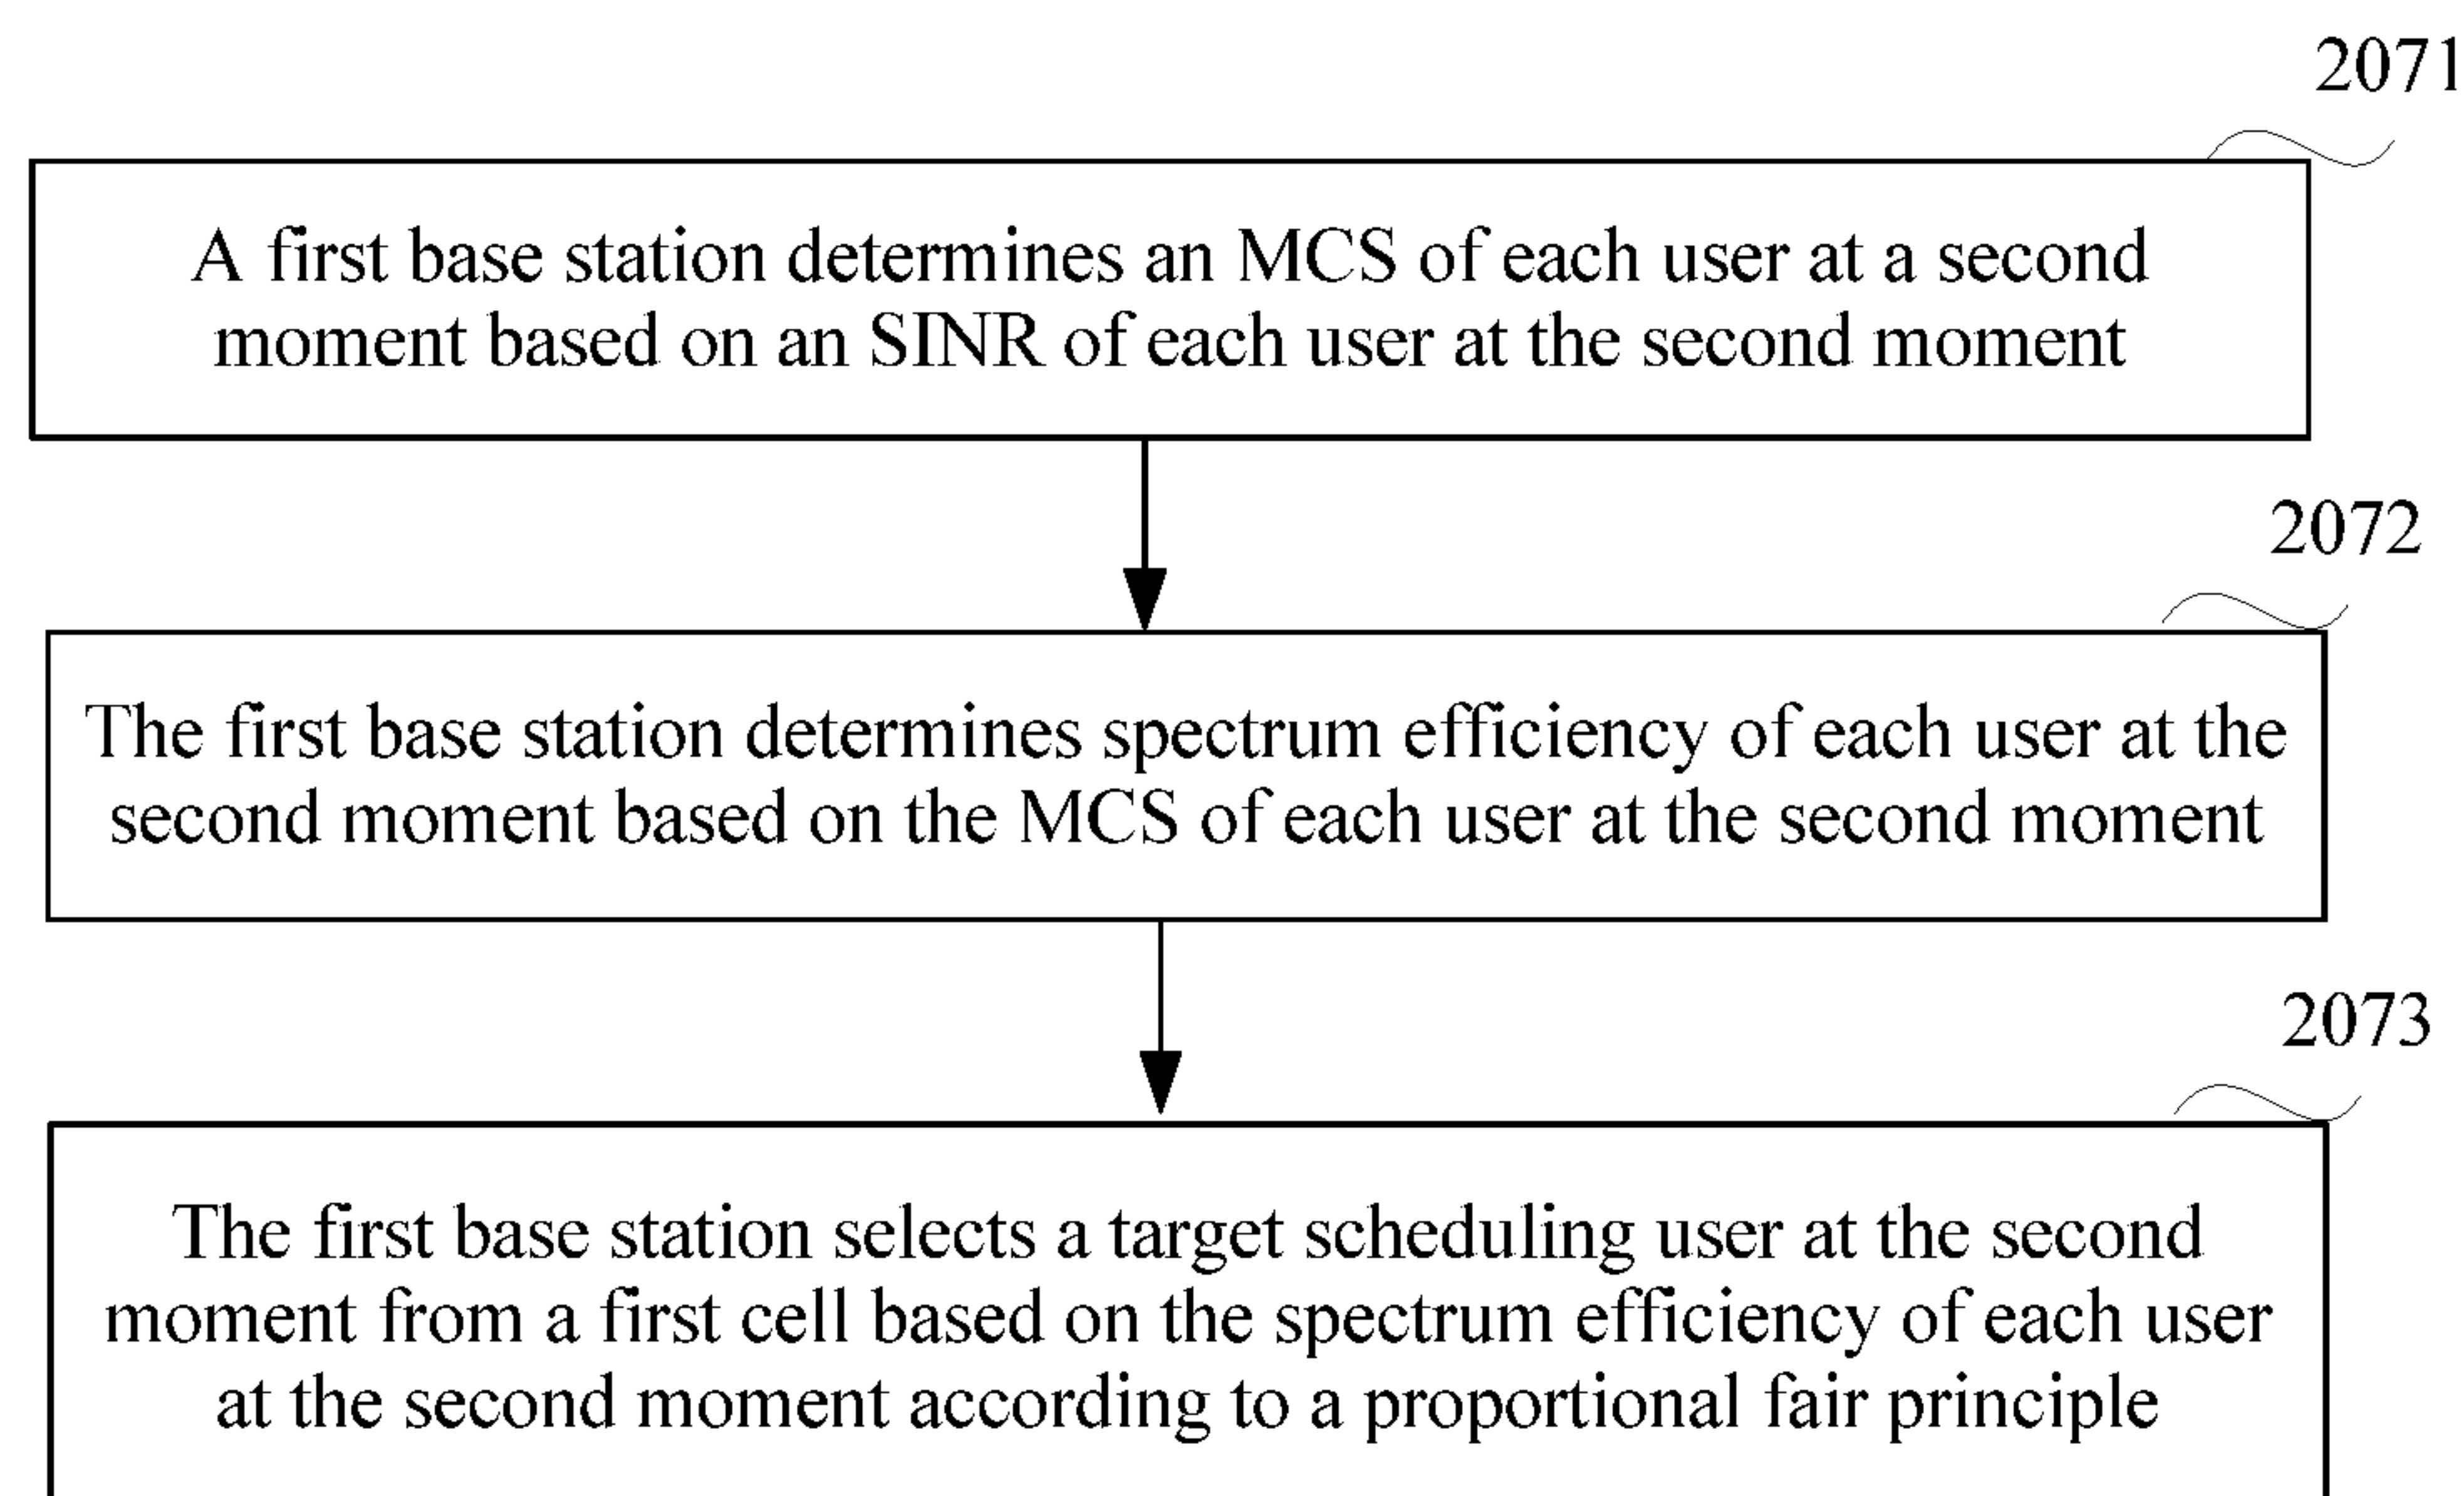 2071
A first base station determines an MCS of each user at a second
moment based on an SINR of each user at the second moment
2072
The first base station determines spectrum efficiency of each user at the
second moment based on the MCS of each user at the second moment
2073
The first base station selects a target scheduling user at the second
moment from a first cell based on the spectrum efficiency of each user
at the second moment according to a proportional fair principle